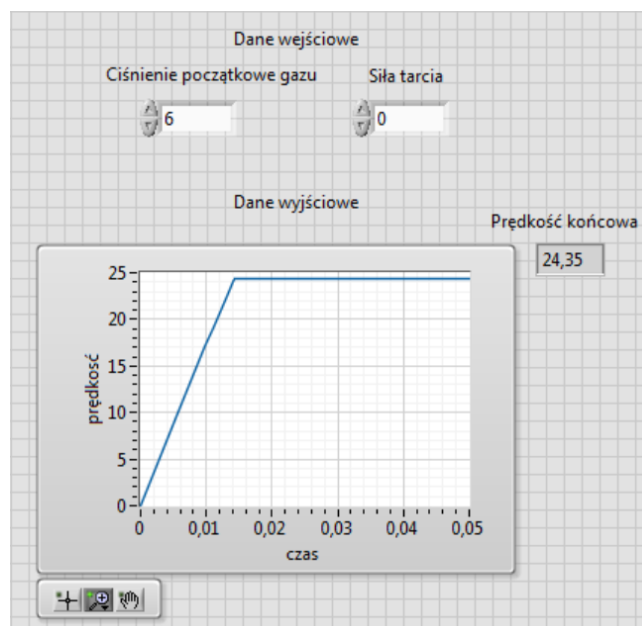 Dane wejściowe
Ciśnienie początkowe gazu Siła tarcia
6 0
Dane wyjściowe
Prędkość końcowa
24,35
25
20
15
10
5
0
prędkosć
0 0,01 0,02 0,03 0,04 0,05
czas